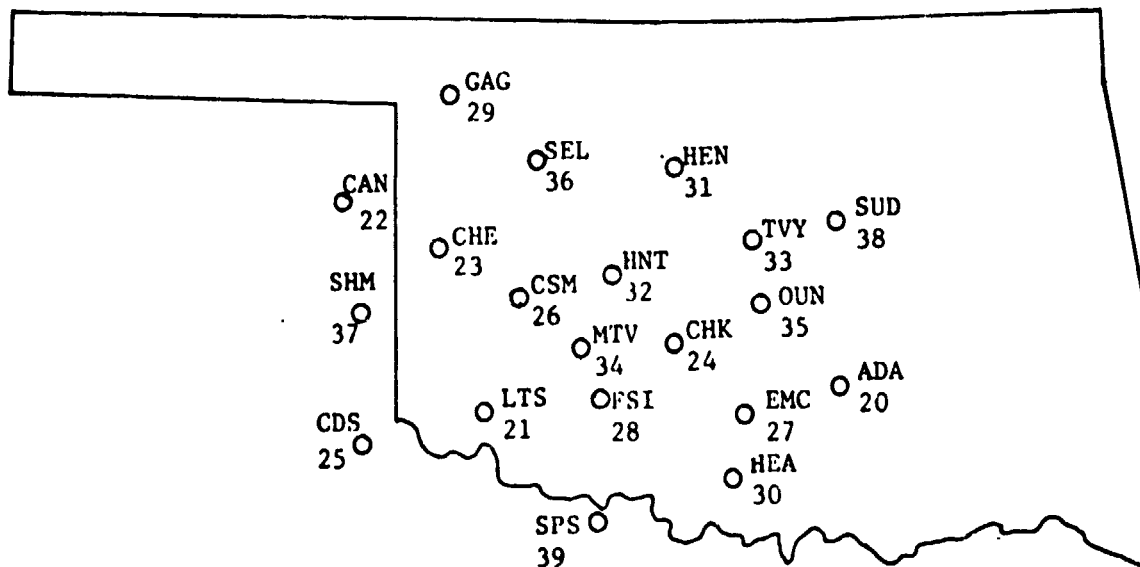 GAG
29
SEL
36
HEN
31
CAN
22
SUD
38
CHE
23
TVY
33
HNT
32
SHM
37
CSM
26
OUN
35
MTV
34
CHK
24
ADA
20
LTS
21
FSI
28
EMC
27
CDS
25
HEA
30
SPS
39